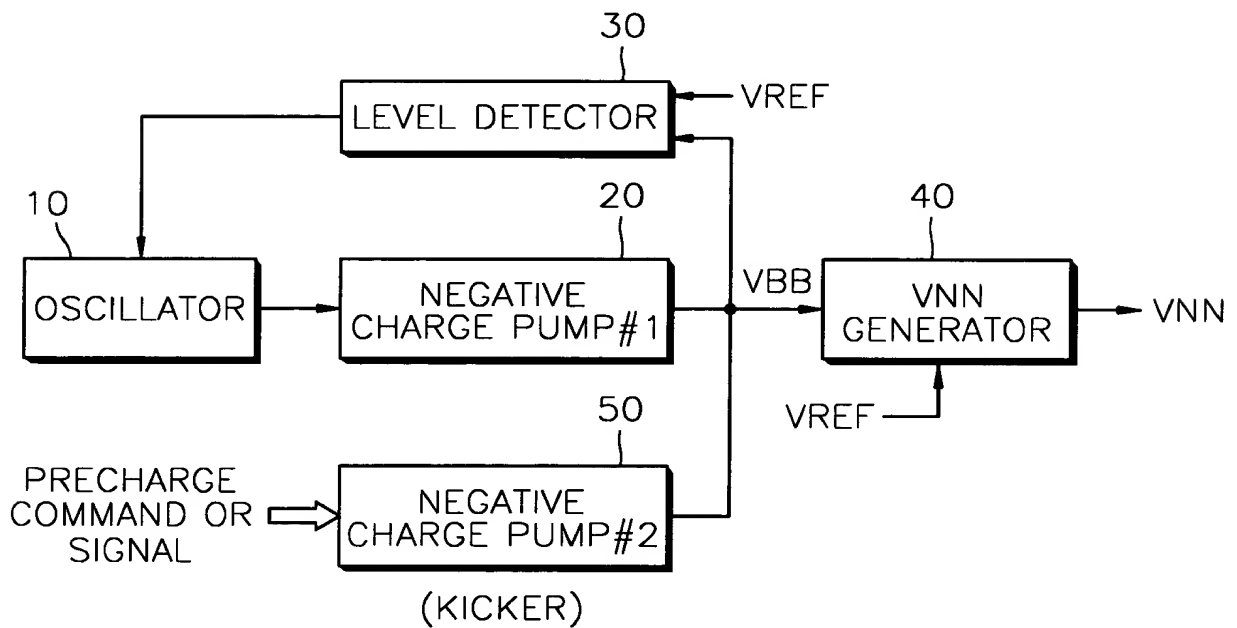 30
LEVEL DETECTOR
VREF
10
OSCILLATOR
20
NEGATIVE
CHARGE PUMP#1
VBB
40
VNN
GENERATOR
VNN
VREF
50
PRECHARGE
COMMAND OR
SIGNAL
NEGATIVE
CHARGE PUMP#2
(KICKER)